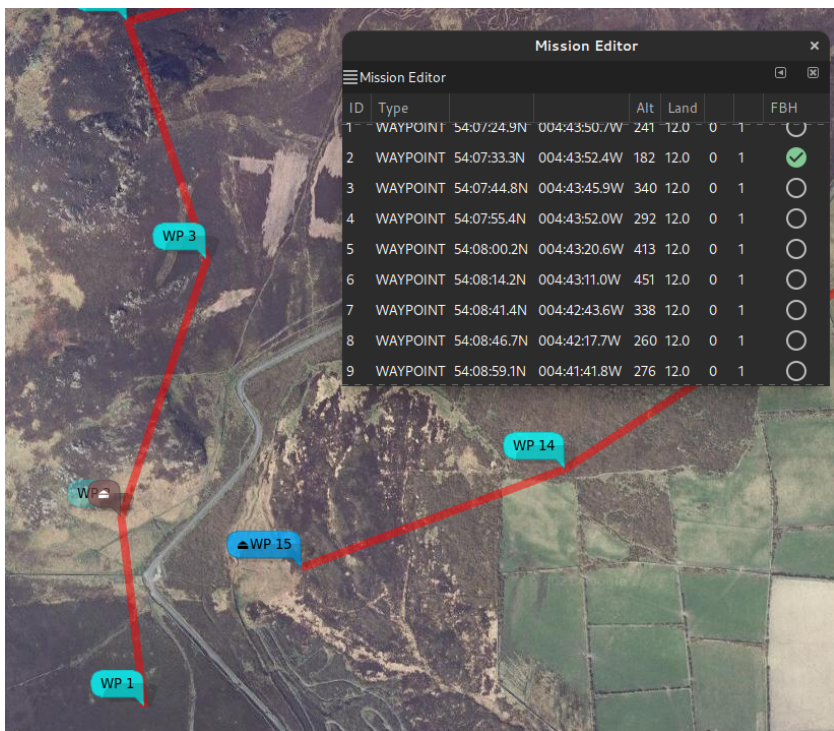 Mission Editor ×
Mission Editor
ID Type Alt Land FBH
1 WAYPOINT 54:07:24.9N 004:43:50.7W 241 12.0 0 1
2 WAYPOINT 54:07:33.3N 004:43:52.4W 182 12.0 0 1
3 WAYPOINT 54:07:44.8N 004:43:45.9W 340 12.0 0 1
4 WAYPOINT 54:07:55.4N 004:43:52.0W 292 12.0 0 1
5 WAYPOINT 54:08:00.2N 004:43:20.6W 413 12.0 0 1
6 WAYPOINT 54:08:14.2N 004:43:11.0W 451 12.0 0 1
7 WAYPOINT 54:08:41.4N 004:42:43.6W 338 12.0 0 1
8 WAYPOINT 54:08:46.7N 004:42:17.7W 260 12.0 0 1
9 WAYPOINT 54:08:59.1N 004:41:41.8W 276 12.0 0 1
WP 3
WP 14
⏏WP 15
WP 1